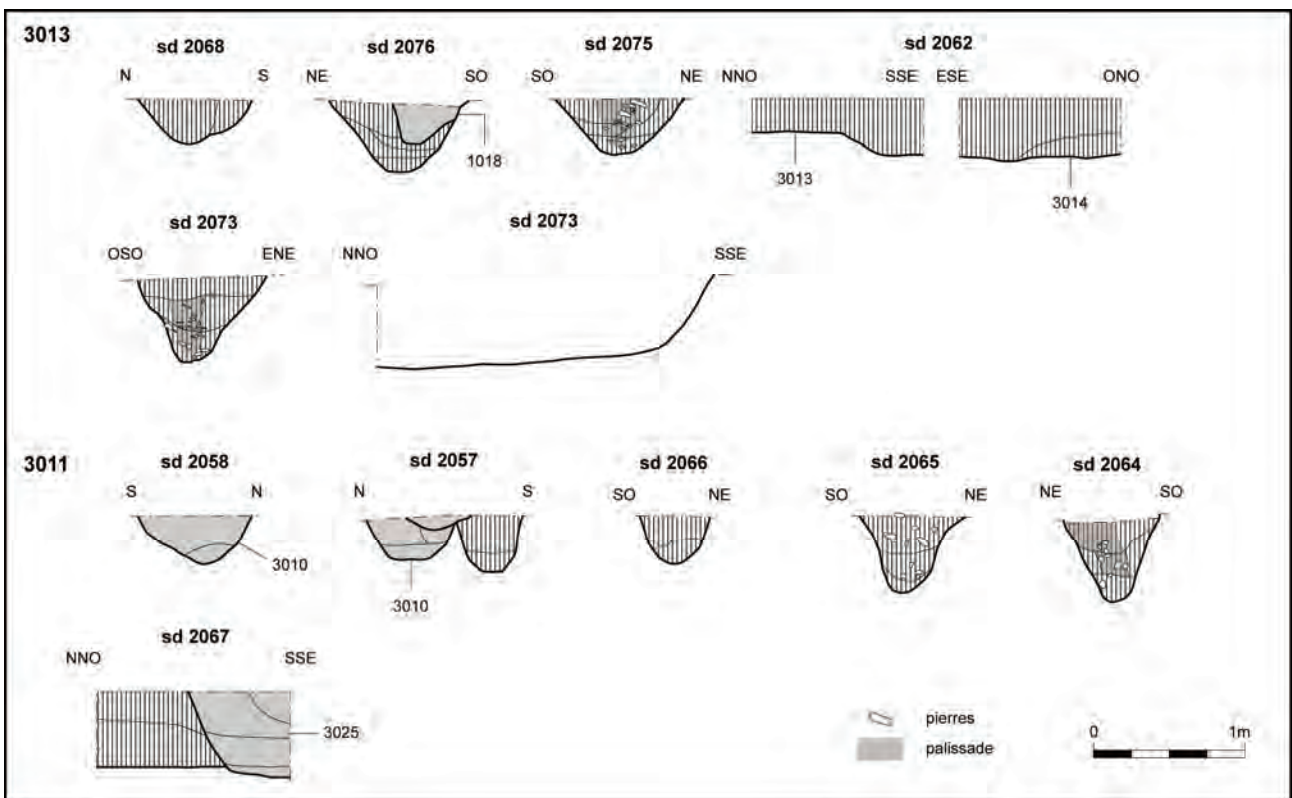 3013
sd 2068
sd 2076
sd 2075
sd 2062
N S NE SO SO NE NNO SSE ESE ONO
1018
3013
3014
sd 2073
sd 2073
OSO ENE NNO SSE
3011
sd 2058
sd 2057
sd 2066
sd 2065
sd 2064
S N N S SO NE SO NE NE SO
3010
3010
sd 2067
NNO SSE
3025
pierres
palissade
0 1m